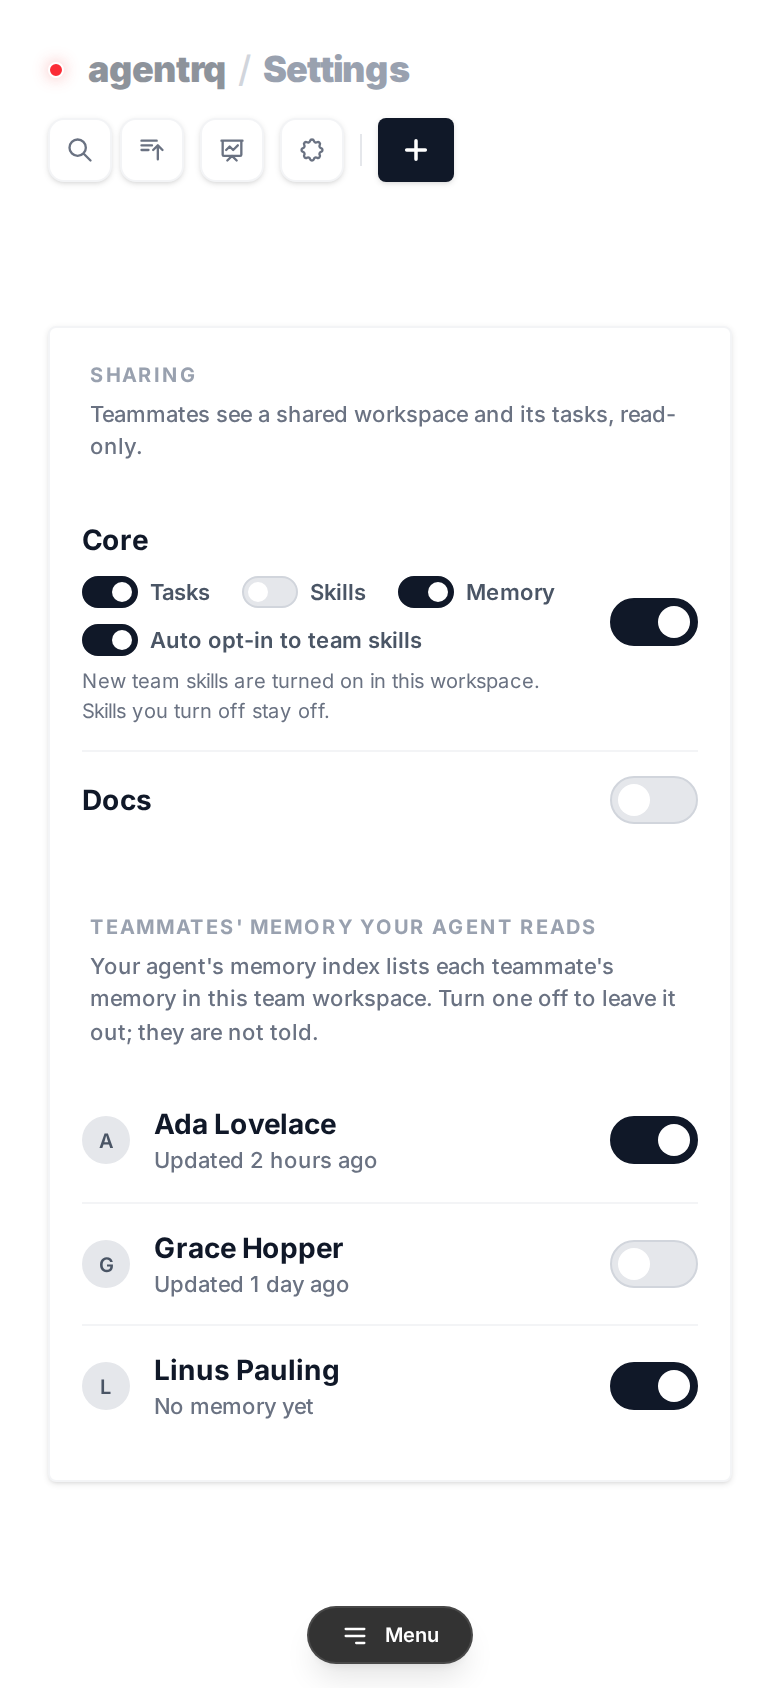 agentrq / Settings
SHARING
Teammates see a shared workspace and its tasks, read-
only.
Core
Tasks Skills Memory
Auto opt-in to team skills
New team skills are turned on in this workspace.
Skills you turn off stay off.
Docs
TEAMMATES' MEMORY YOUR AGENT READS
Your agent's memory index lists each teammate's
memory in this team workspace. Turn one off to leave it
out; they are not told.
A
Ada Lovelace
Updated 2 hours ago
G
Grace Hopper
Updated 1 day ago
L
Linus Pauling
No memory yet
Menu